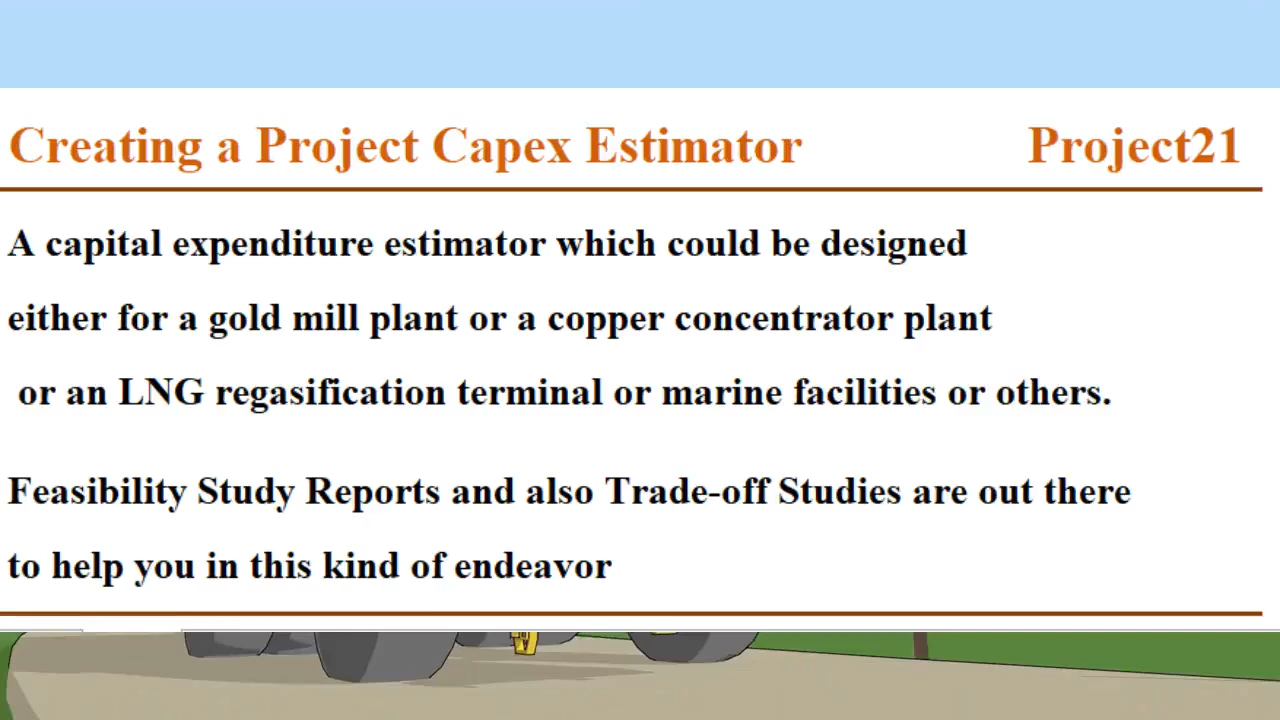 Creating a Project Capex Estimator Project21
A capital expenditure estimator which could be designed
either for a gold mill plant or a copper concentrator plant
or an LNG regasification terminal or marine facilities or others.
Feasibility Study Reports and also Trade-off Studies are out there
to help you in this kind of endeavor